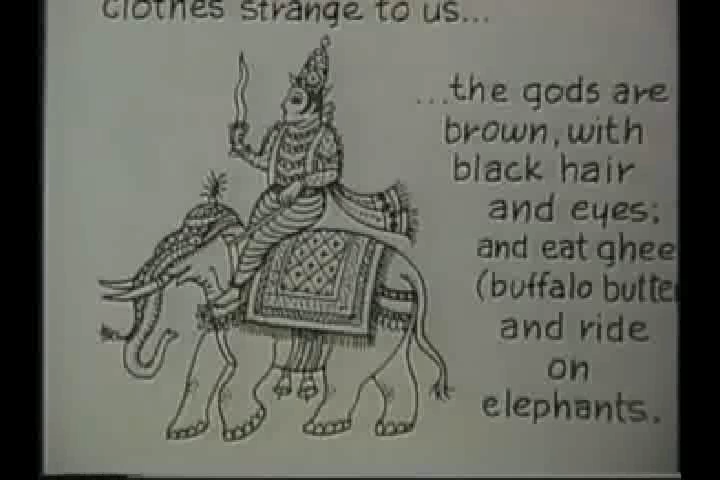 clothes strange to us...
...the gods are
brown, with
black hair
and eyes;
and eat ghee
(buffalo butte
and ride
on
elephants.